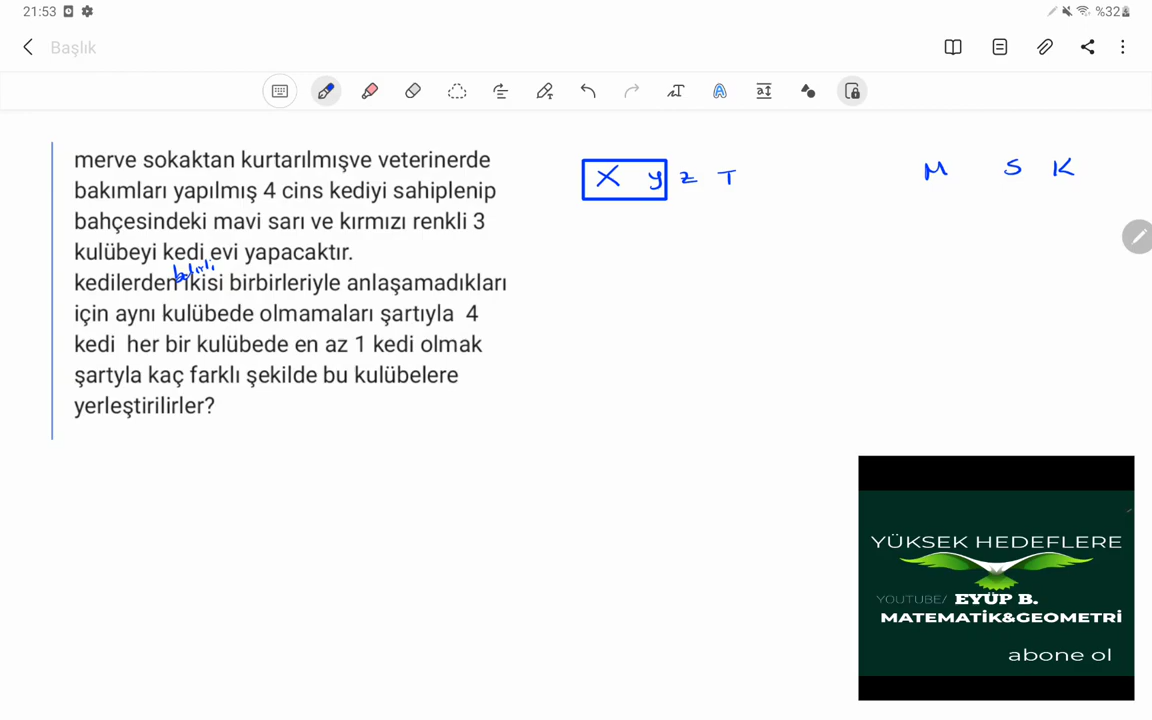 21:53
%32
Başlık
merve sokaktan kurtarılmışve veterinerde
bakımları yapılmış 4 cins kediyi sahiplenip
bahçesindeki mavi sarı ve kırmızı renkli 3
kulübeyi kedi evi yapacaktır.
belirli
kedilerden ikisi birbirleriyle anlaşamadıkları
için aynı kulübede olmamaları şartıyla 4
kedi her bir kulübede en az 1 kedi olmak
şartyla kaç farklı şekilde bu kulübelere
yerleştirilirler?
X y z T
M S K
YÜKSEK HEDEFLERE
YOUTUBE/ EYÜP B.
MATEMATİK&GEOMETRİ
abone ol